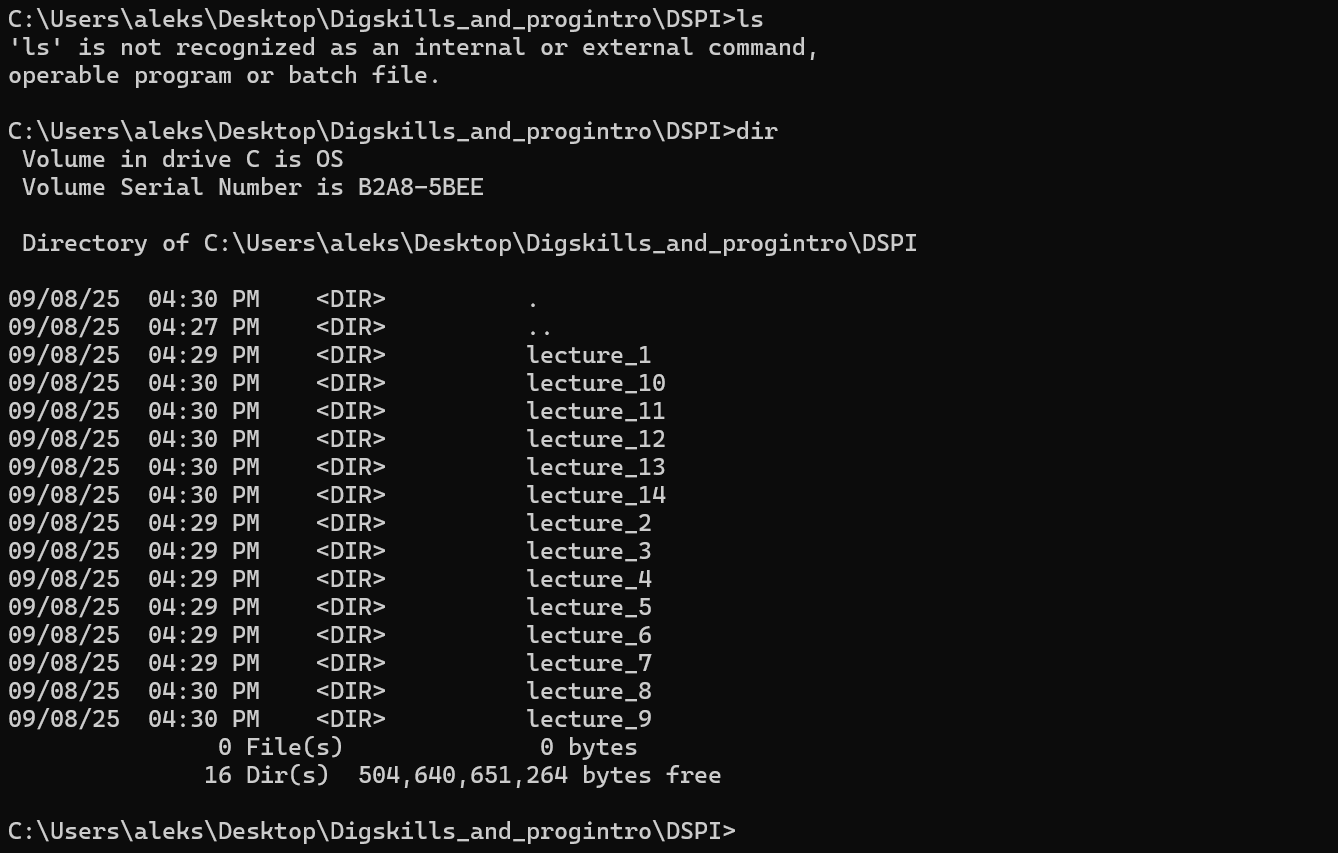 C:\Users\aleks\Desktop\Digskills_and_progintro\DSPI>ls
'ls' is not recognized as an internal or external command,
operable program or batch file.

C:\Users\aleks\Desktop\Digskills_and_progintro\DSPI>dir
 Volume in drive C is OS
 Volume Serial Number is B2A8-5BEE

 Directory of C:\Users\aleks\Desktop\Digskills_and_progintro\DSPI

09/08/25  04:30 PM    <DIR>          .
09/08/25  04:27 PM    <DIR>          ..
09/08/25  04:29 PM    <DIR>          lecture_1
09/08/25  04:30 PM    <DIR>          lecture_10
09/08/25  04:30 PM    <DIR>          lecture_11
09/08/25  04:30 PM    <DIR>          lecture_12
09/08/25  04:30 PM    <DIR>          lecture_13
09/08/25  04:30 PM    <DIR>          lecture_14
09/08/25  04:29 PM    <DIR>          lecture_2
09/08/25  04:29 PM    <DIR>          lecture_3
09/08/25  04:29 PM    <DIR>          lecture_4
09/08/25  04:29 PM    <DIR>          lecture_5
09/08/25  04:29 PM    <DIR>          lecture_6
09/08/25  04:29 PM    <DIR>          lecture_7
09/08/25  04:30 PM    <DIR>          lecture_8
09/08/25  04:30 PM    <DIR>          lecture_9
               0 File(s)              0 bytes
              16 Dir(s)  504,640,651,264 bytes free

C:\Users\aleks\Desktop\Digskills_and_progintro\DSPI>